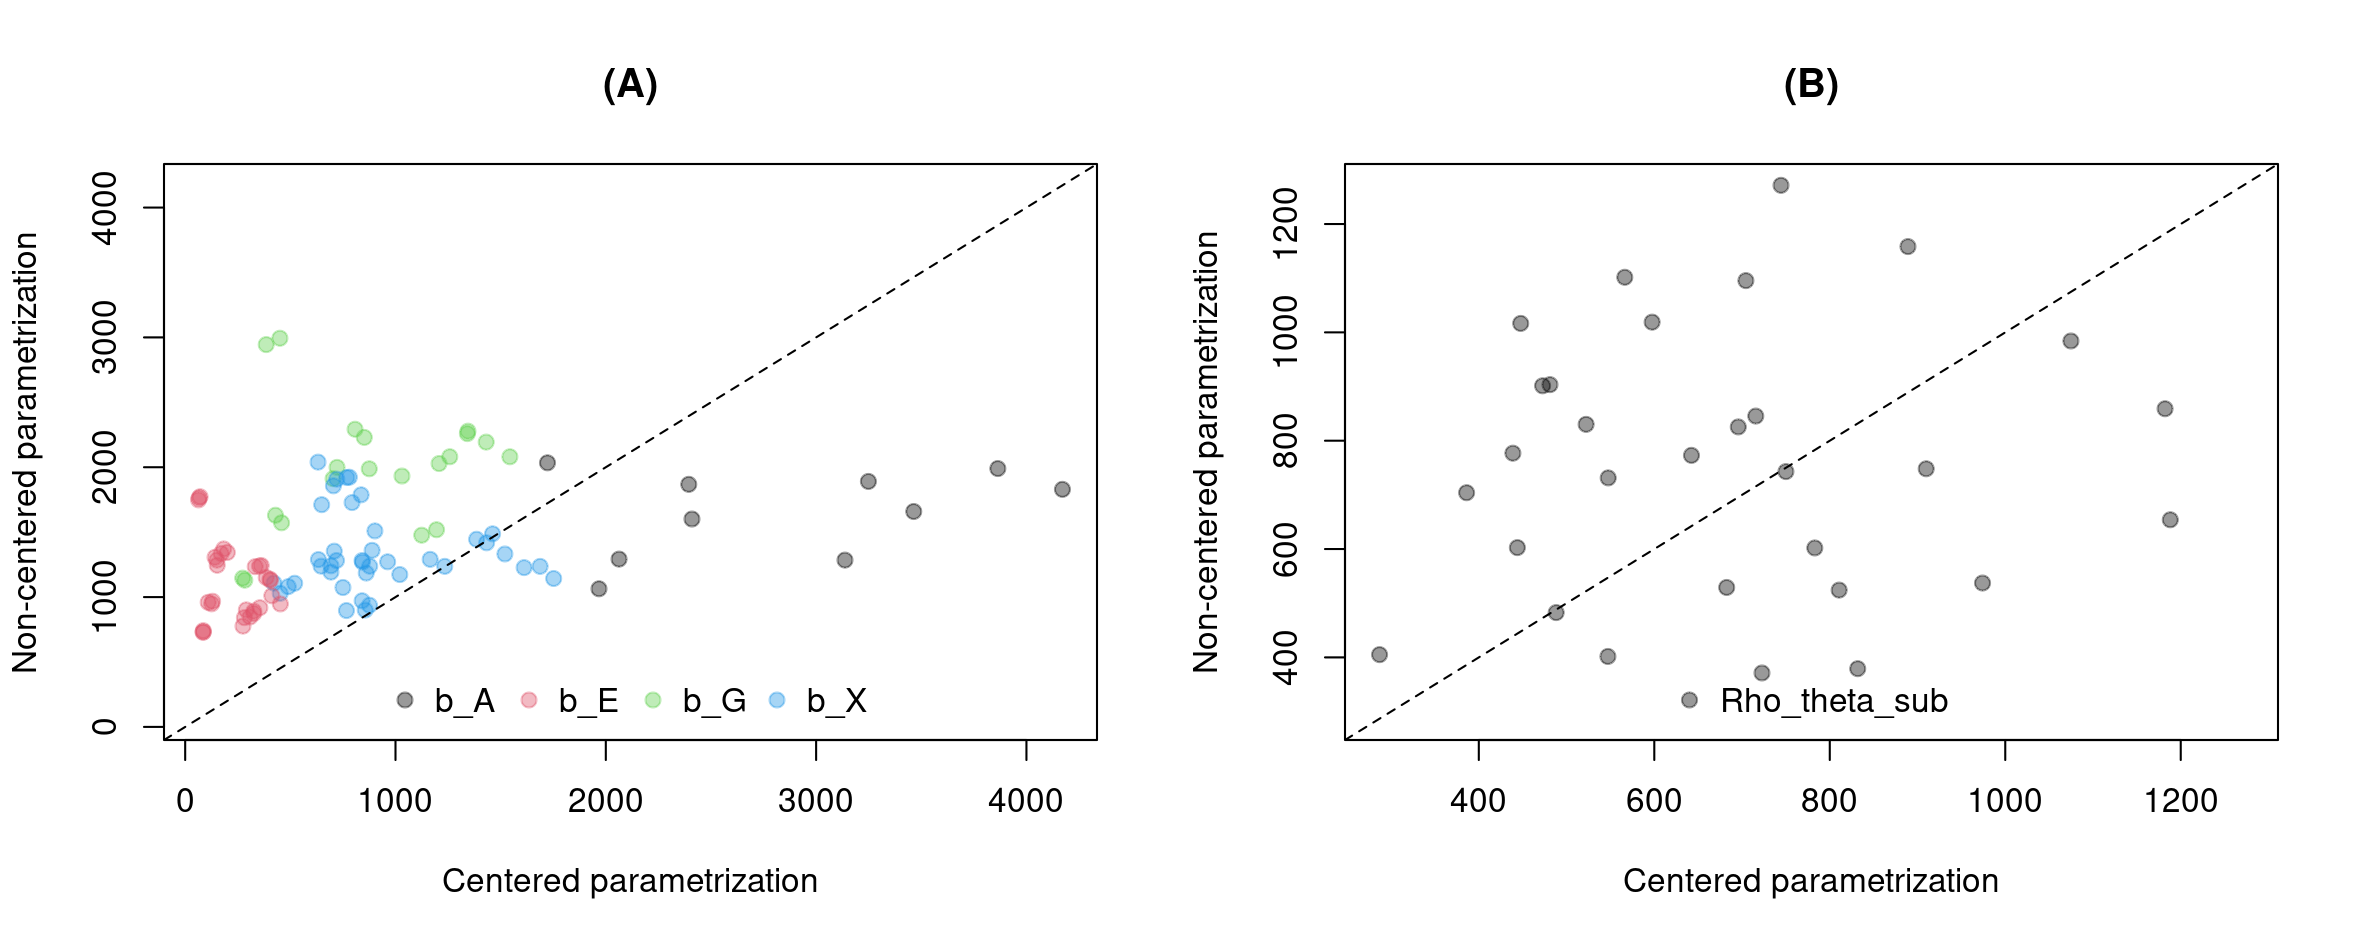 (A)
Non-centered parametrization
4000
3000
2000
1000
0
b_A b_E b_G b_X
0 1000 2000 3000 4000
Centered parametrization
(B)
Non-centered parametrization
1200
1000
800
600
400
Rho_theta_sub
400 600 800 1000 1200
Centered parametrization